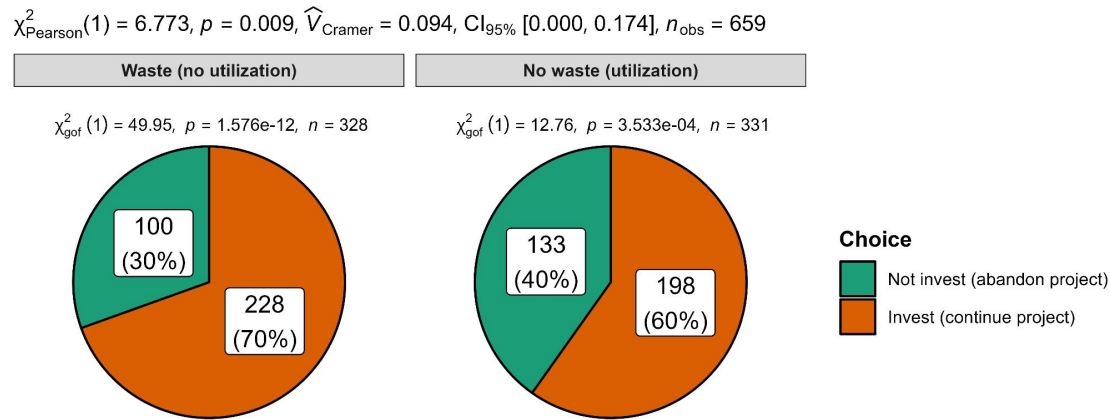 χ²Pearson(1) = 6.773, p = 0.009, V̂Cramer = 0.094, CI95% [0.000, 0.174], nobs = 659
Waste (no utilization)
No waste (utilization)
χ²gof (1) = 49.95, p = 1.576e-12, n = 328
χ²gof (1) = 12.76, p = 3.533e-04, n = 331
100
(30%)
228
(70%)
133
(40%)
198
(60%)
Choice
Not invest (abandon project)
Invest (continue project)